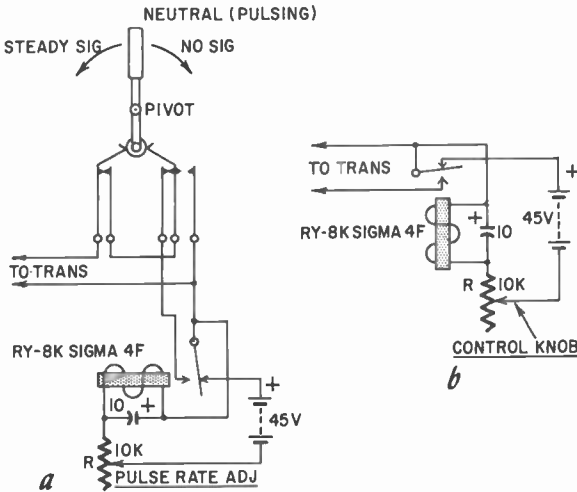 NEUTRAL (PULSING)
STEADY SIG
NO SIG
PIVOT
TO TRANS
RY-8K SIGMA 4F
10 +
+
45V
10K
R
PULSE RATE ADJ
a
TO TRANS
+
RY-8K SIGMA 4F
+
10
45V
R
10K
CONTROL KNOB
b